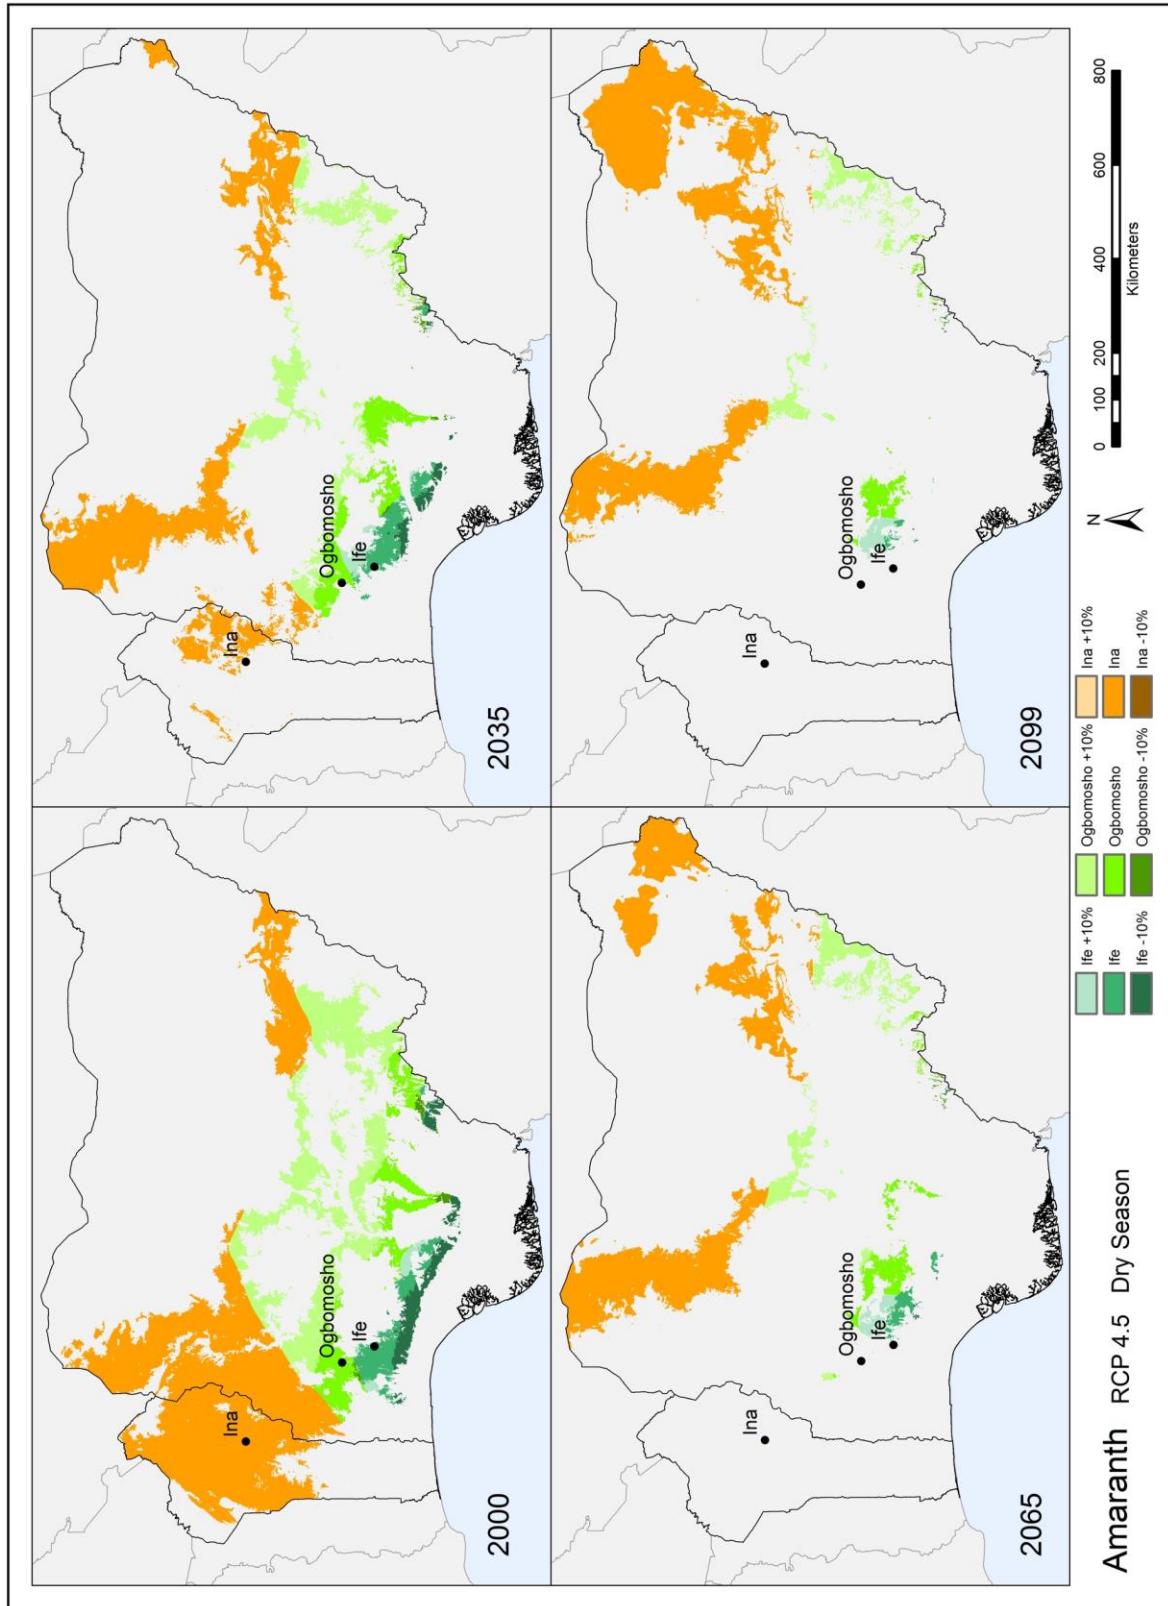 2000
Ina
Ogbomosho
Ife
2035
Ina
Ogbomosho
Ife
2065
Ina
Ogbomosho
Ife
2099
Ina
Ogbomosho
Ife
Amaranth RCP 4.5 Dry Season
Ife +10% Ogbomosho +10% Ina +10%
Ife Ogbomosho Ina
Ife -10% Ogbomosho -10% Ina -10%
N
0 100 200 400 600 800
Kilometers